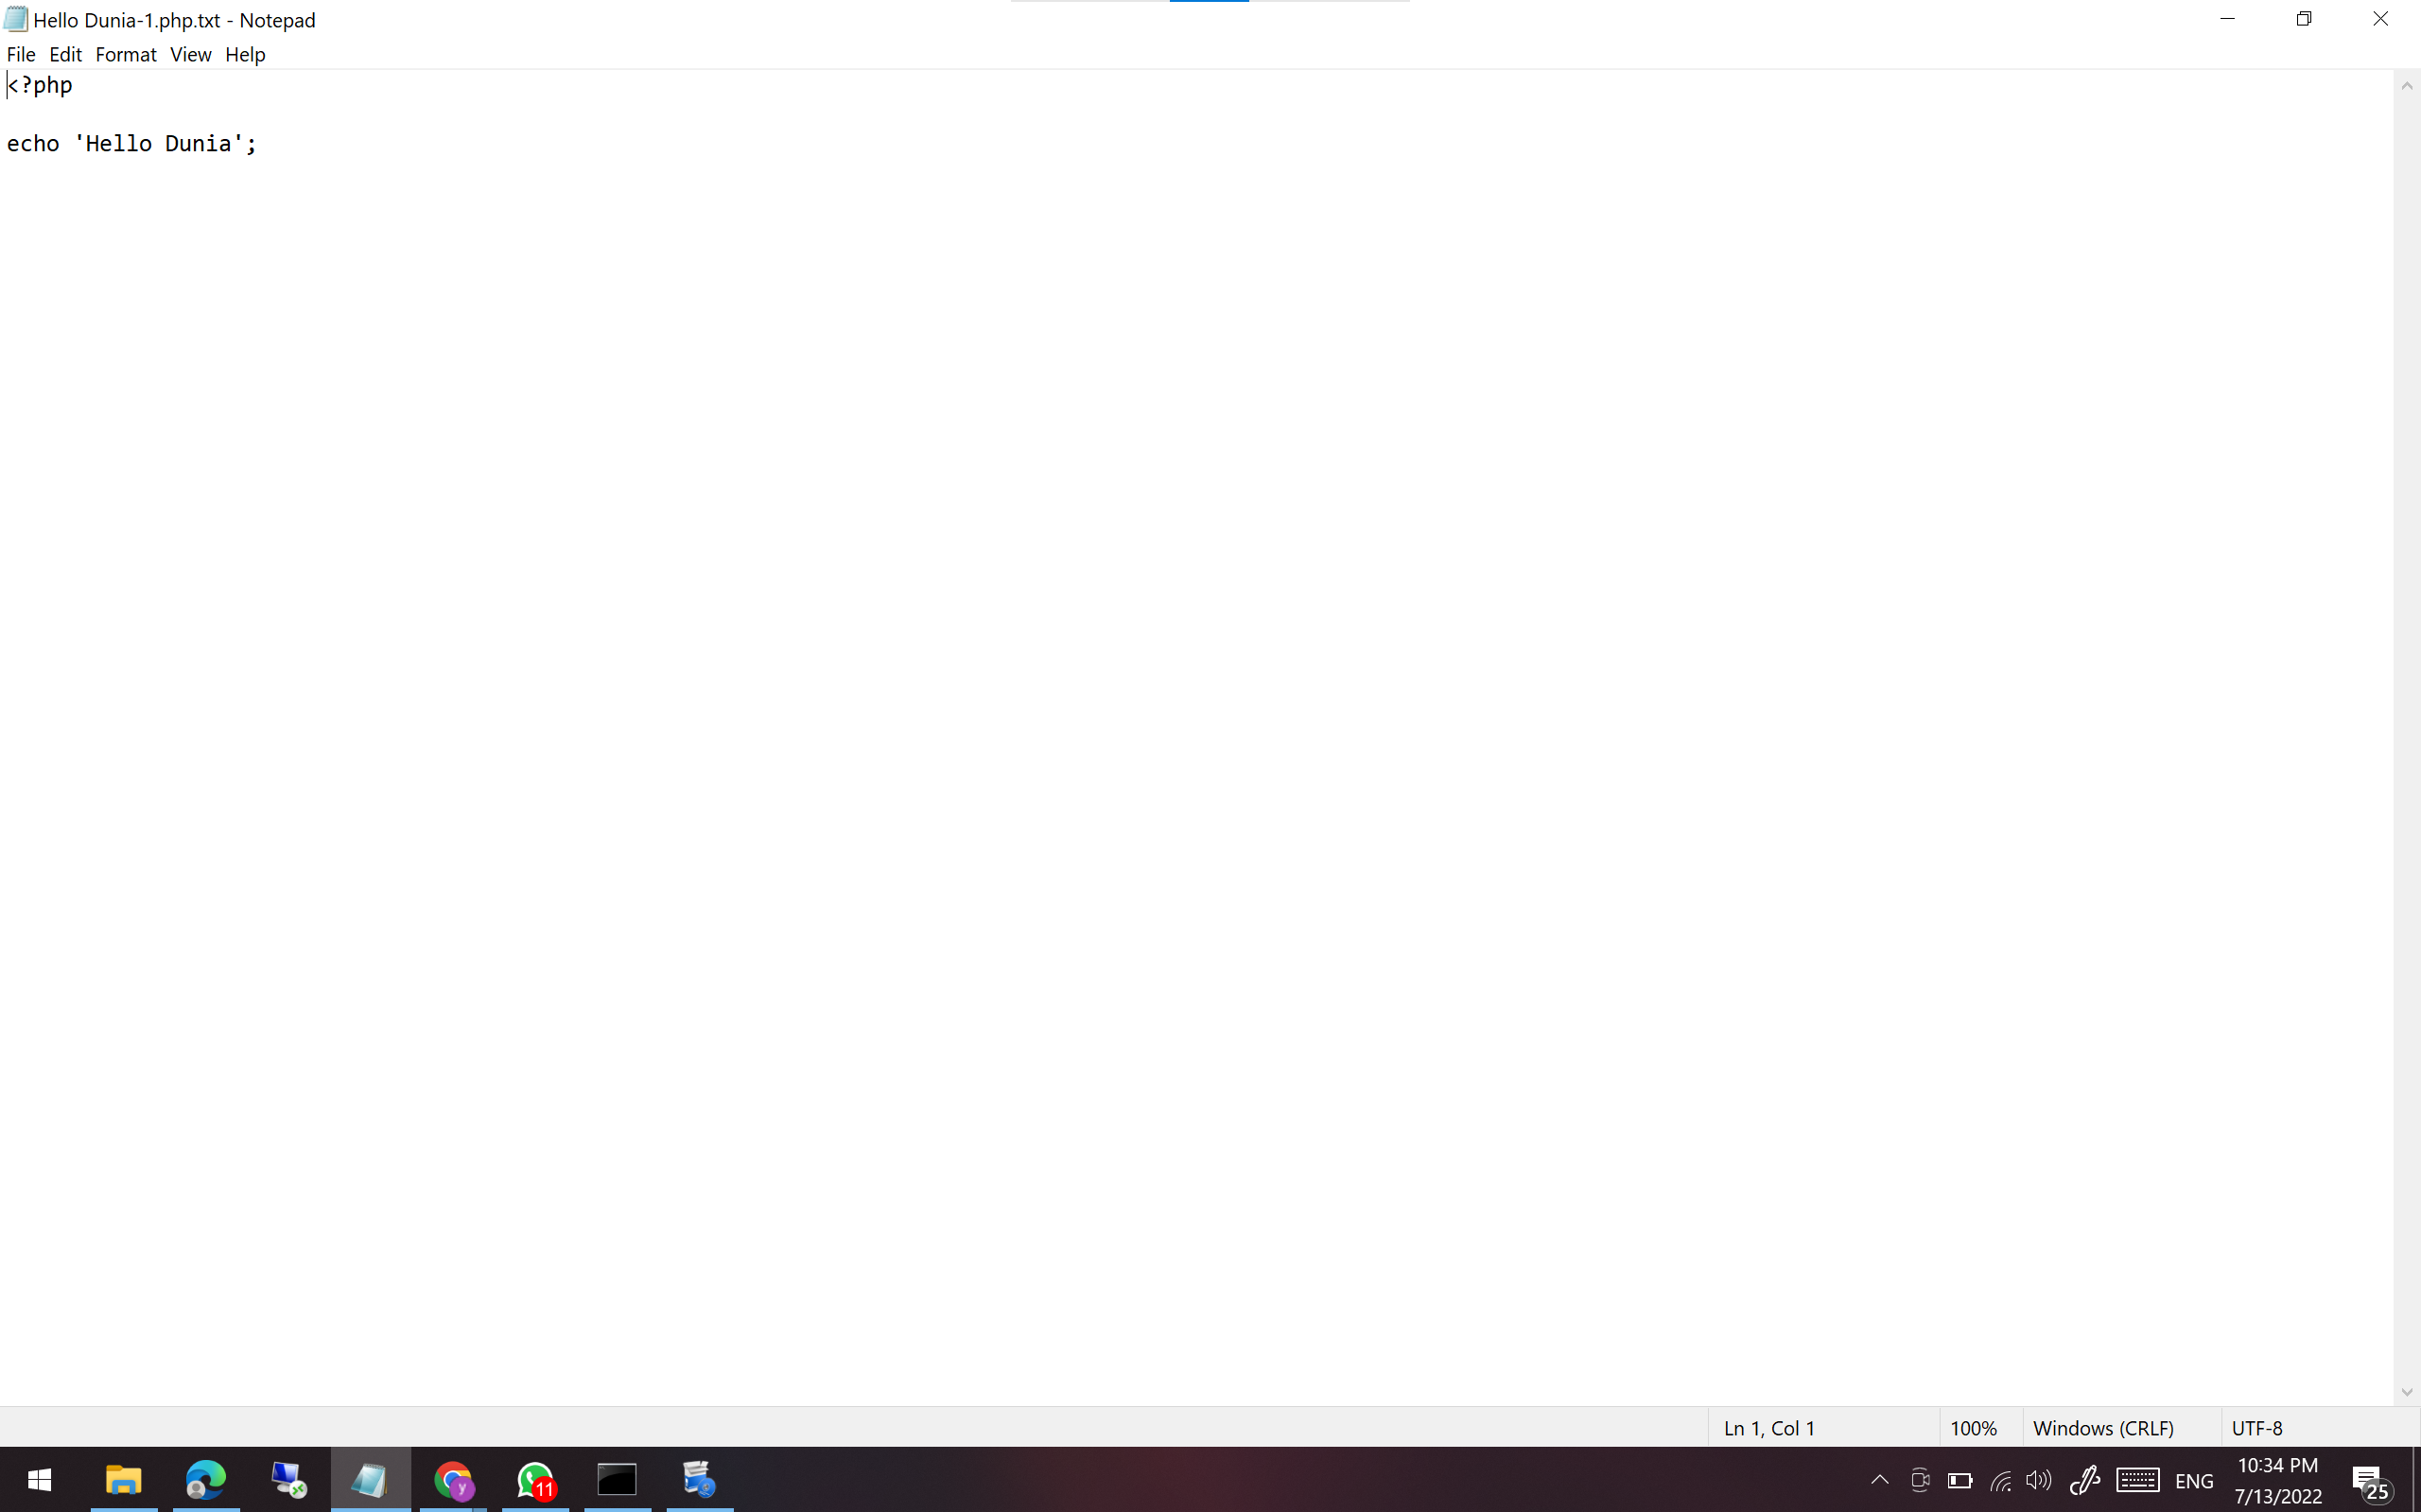 Hello Dunia-1.php.txt - Notepad
File Edit Format View Help
<?php
echo 'Hello Dunia';
Ln 1, Col 1 100% Windows (CRLF) UTF-8
y 11 ENG 10:34 PM 25
7/13/2022